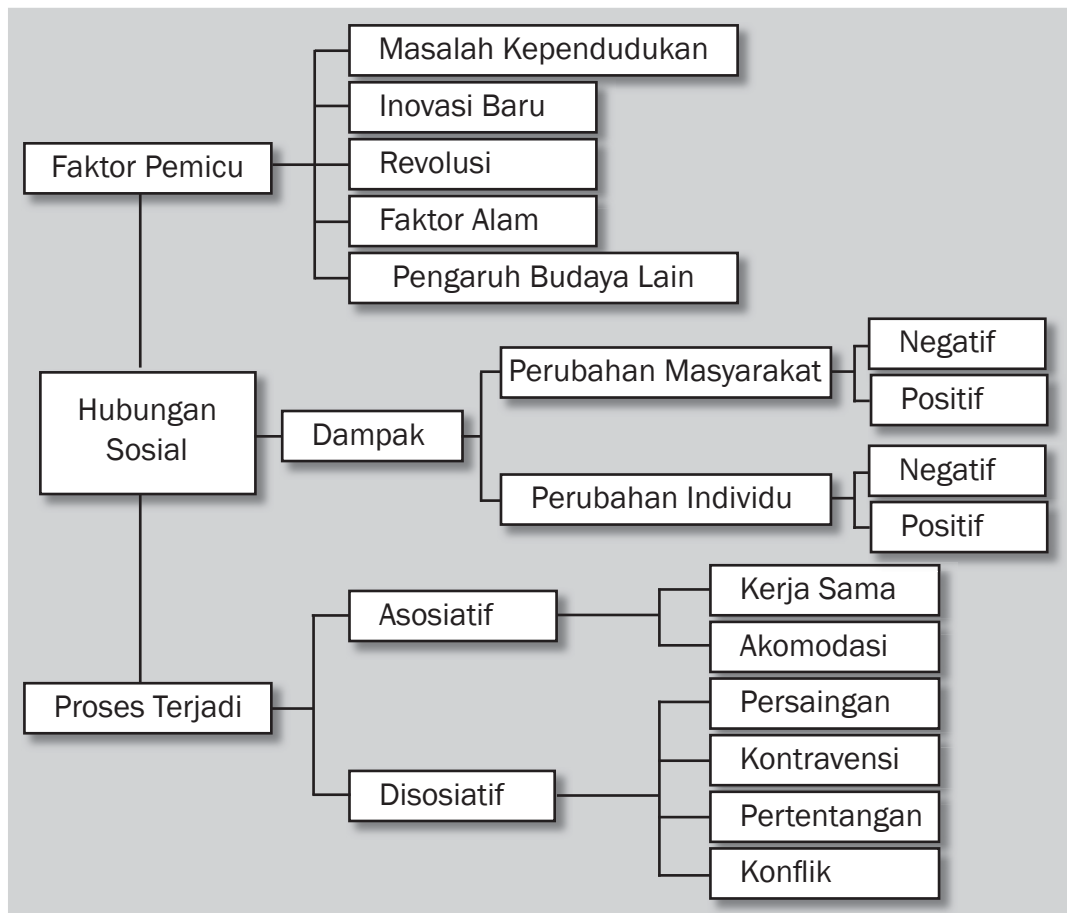 Masalah Kependudukan
Inovasi Baru
Faktor Pemicu
Revolusi
Faktor Alam
Pengaruh Budaya Lain
Hubungan
Sosial
Dampak
Perubahan Masyarakat
Negatif
Positif
Perubahan Individu
Negatif
Positif
Proses Terjadi
Asosiatif
Kerja Sama
Akomodasi
Disosiatif
Persaingan
Kontravensi
Pertentangan
Konflik